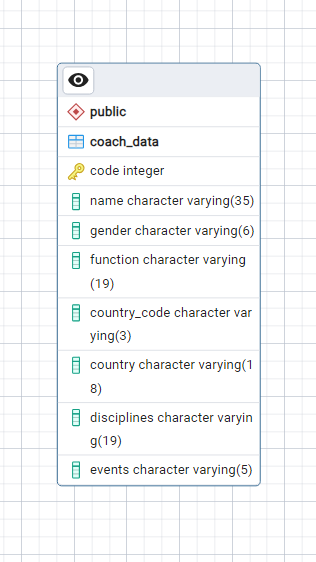 public
coach_data
code integer
name character varying(35)
gender character varying(6)
function character varying
(19)
country_code character var
ying(3)
country character varying(1
8)
disciplines character varyin
g(19)
events character varying(5)